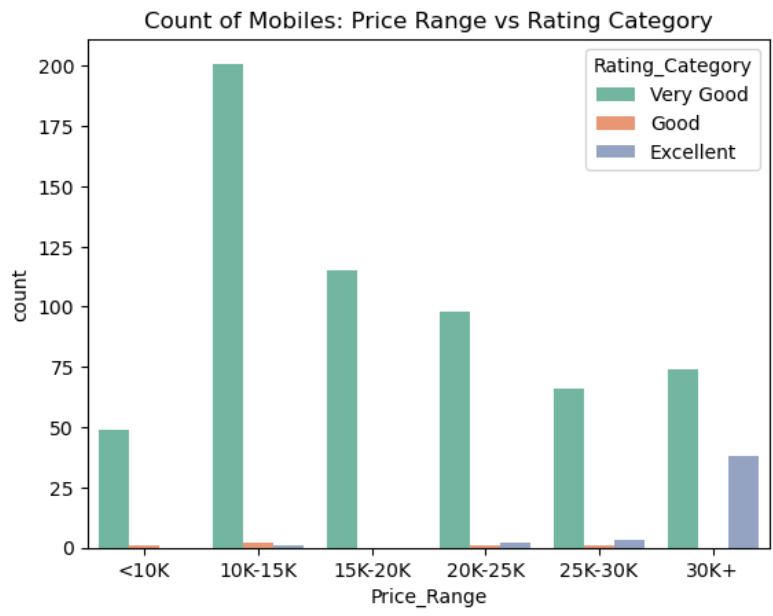 Count of Mobiles: Price Range vs Rating Category
Rating_Category
Very Good
Good
Excellent
200
175
150
125
100
75
50
25
0
count
<10K 10K-15K 15K-20K 20K-25K 25K-30K 30K+
Price_Range